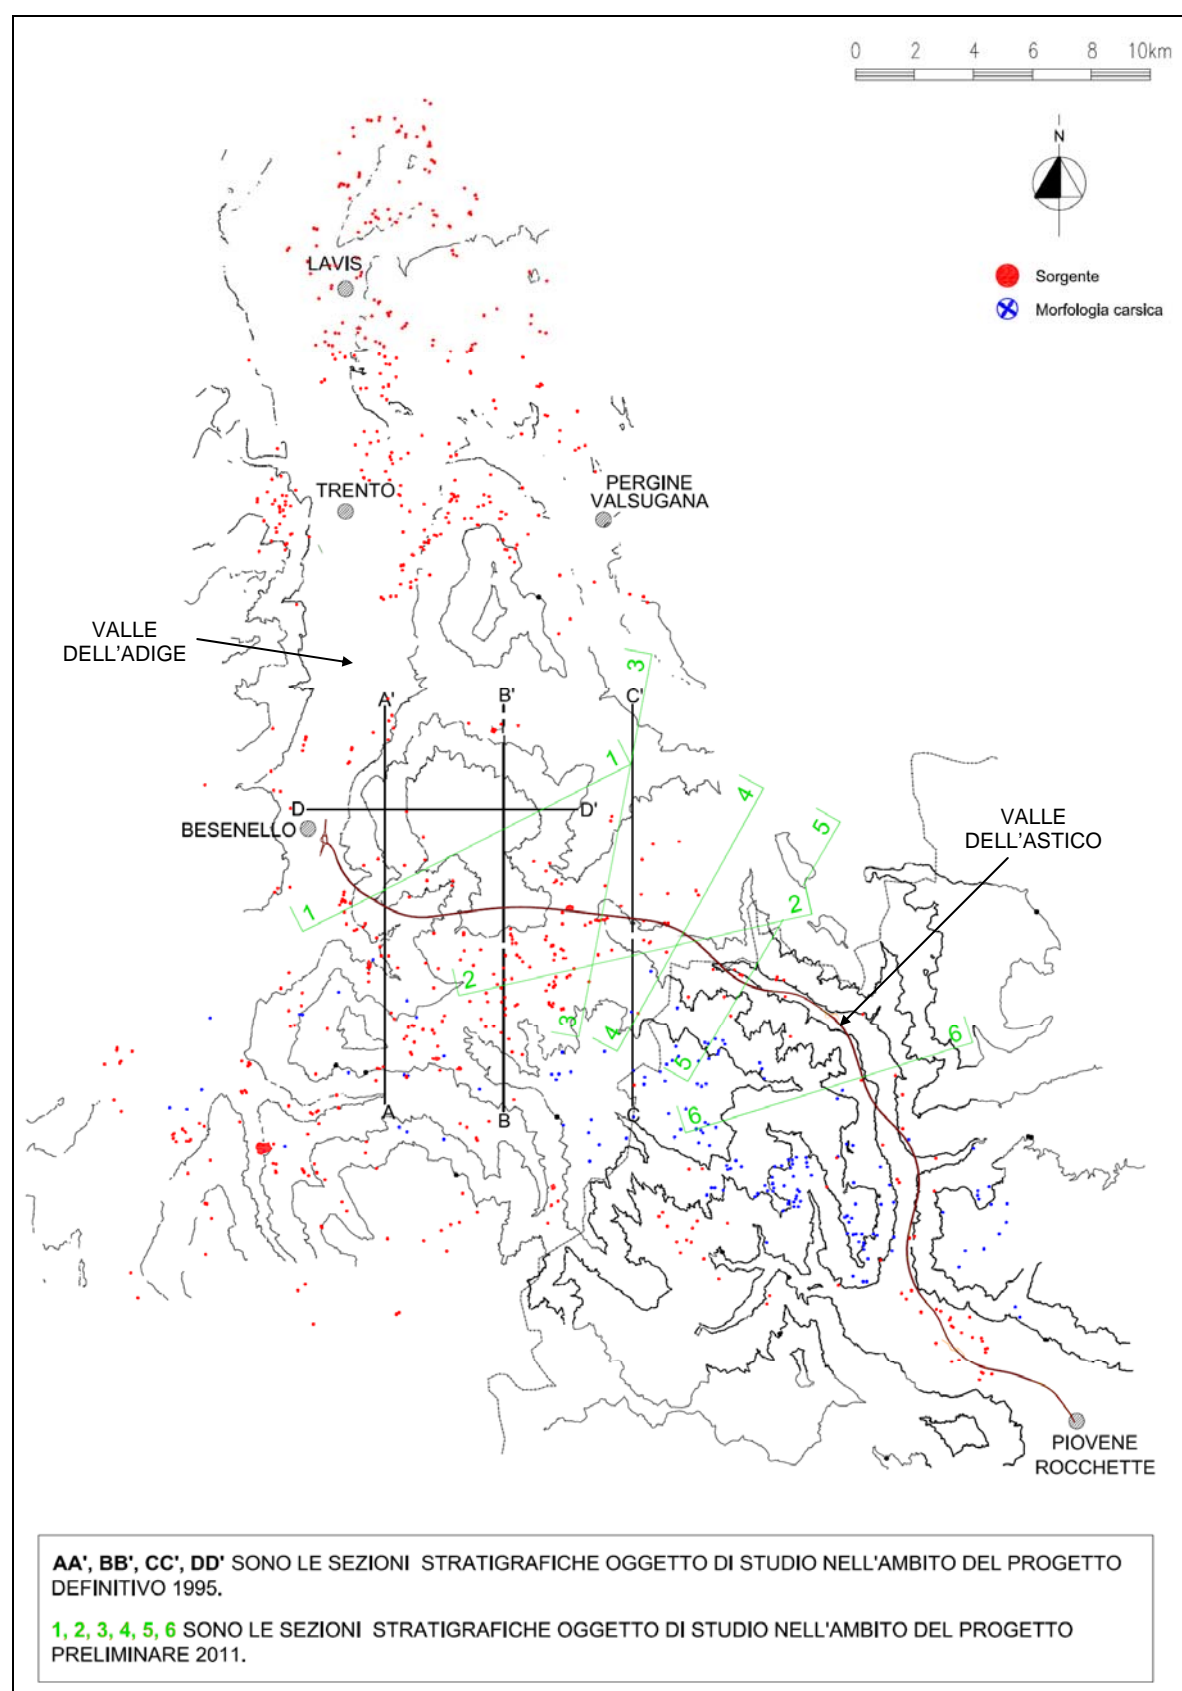 0 2 4 6 8 10km
N
Sorgente
Morfologia carsica
LAVIS
TRENTO
PERGINE
VALSUGANA
VALLE
DELL'ADIGE
3
A'
B'
C'
1
4
D
D'
5
BESENELLO
VALLE
DELL'ASTICO
1
2
2
3
4
5
6
A
B
C
6
PIOVENE
ROCCHETTE
AA', BB', CC', DD' SONO LE SEZIONI STRATIGRAFICHE OGGETTO DI STUDIO NELL'AMBITO DEL PROGETTO
DEFINITIVO 1995.
1, 2, 3, 4, 5, 6 SONO LE SEZIONI STRATIGRAFICHE OGGETTO DI STUDIO NELL'AMBITO DEL PROGETTO
PRELIMINARE 2011.